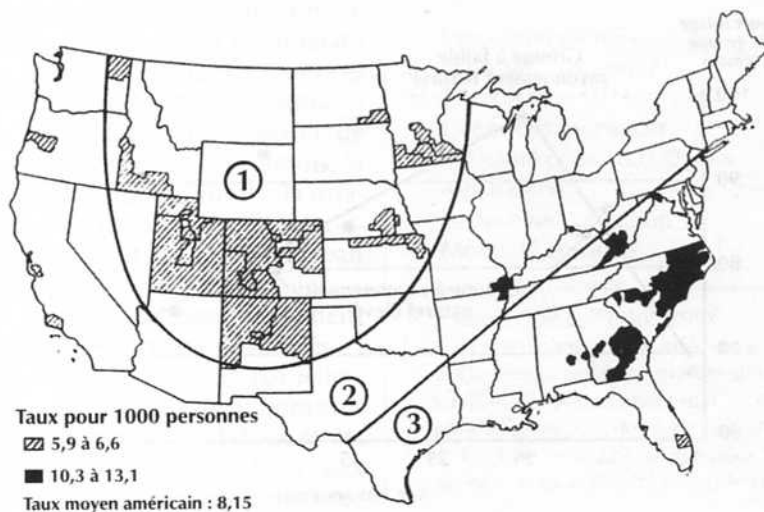 ①
②
③
Taux pour 1000 personnes
5,9 à 6,6
10,3 à 13,1
Taux moyen américain : 8,15